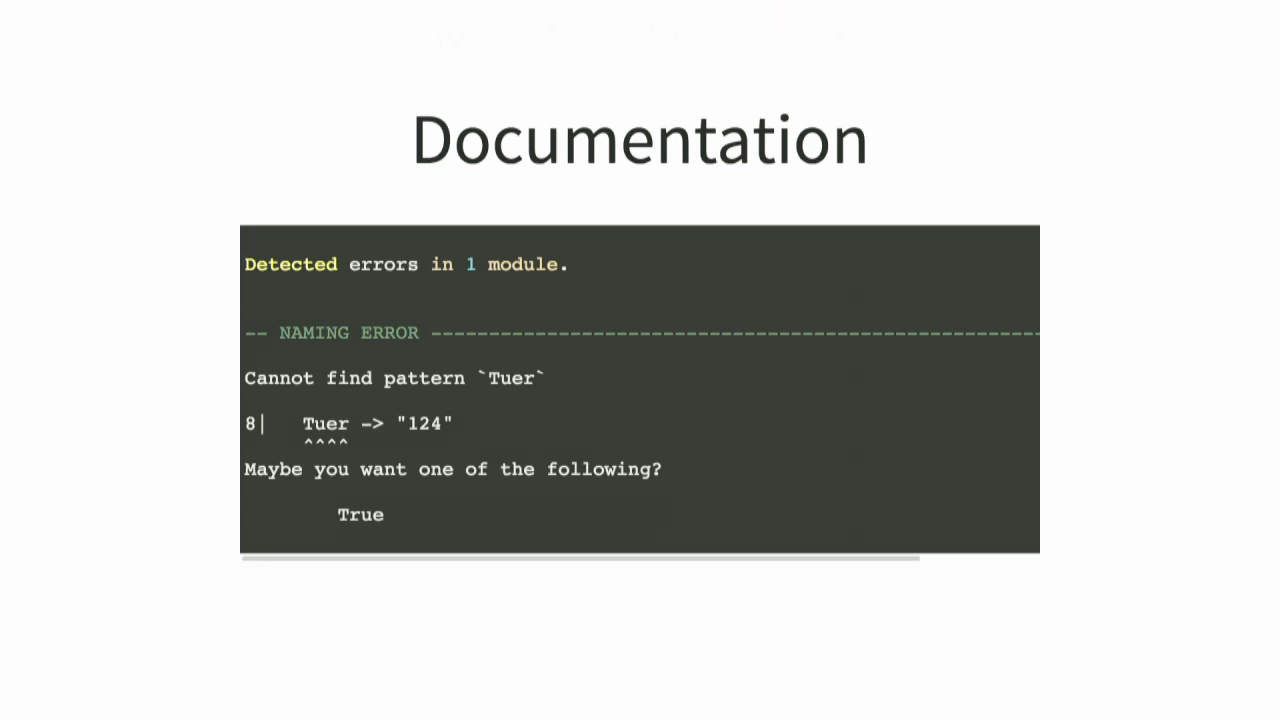 Documentation
Detected errors in 1 module.
-- NAMING ERROR -----------------------------------------------------
Cannot find pattern `Tuer`
8|   Tuer -> "124"
     ^^^^
Maybe you want one of the following?
        True